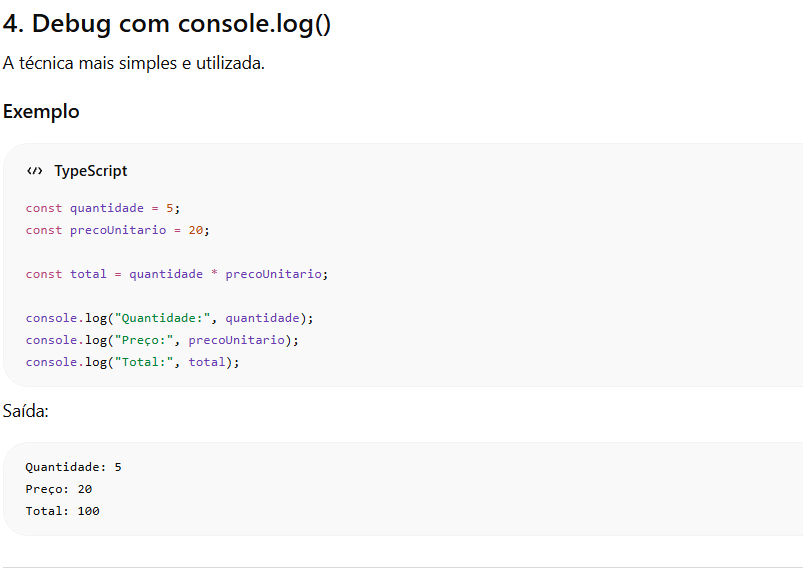 4. Debug com console.log()
A técnica mais simples e utilizada.
Exemplo
TypeScript
const quantidade = 5;
const precoUnitario = 20;
const total = quantidade * precoUnitario;
console.log("Quantidade:", quantidade);
console.log("Preço:", precoUnitario);
console.log("Total:", total);
Saída:
Quantidade: 5
Preço: 20
Total: 100